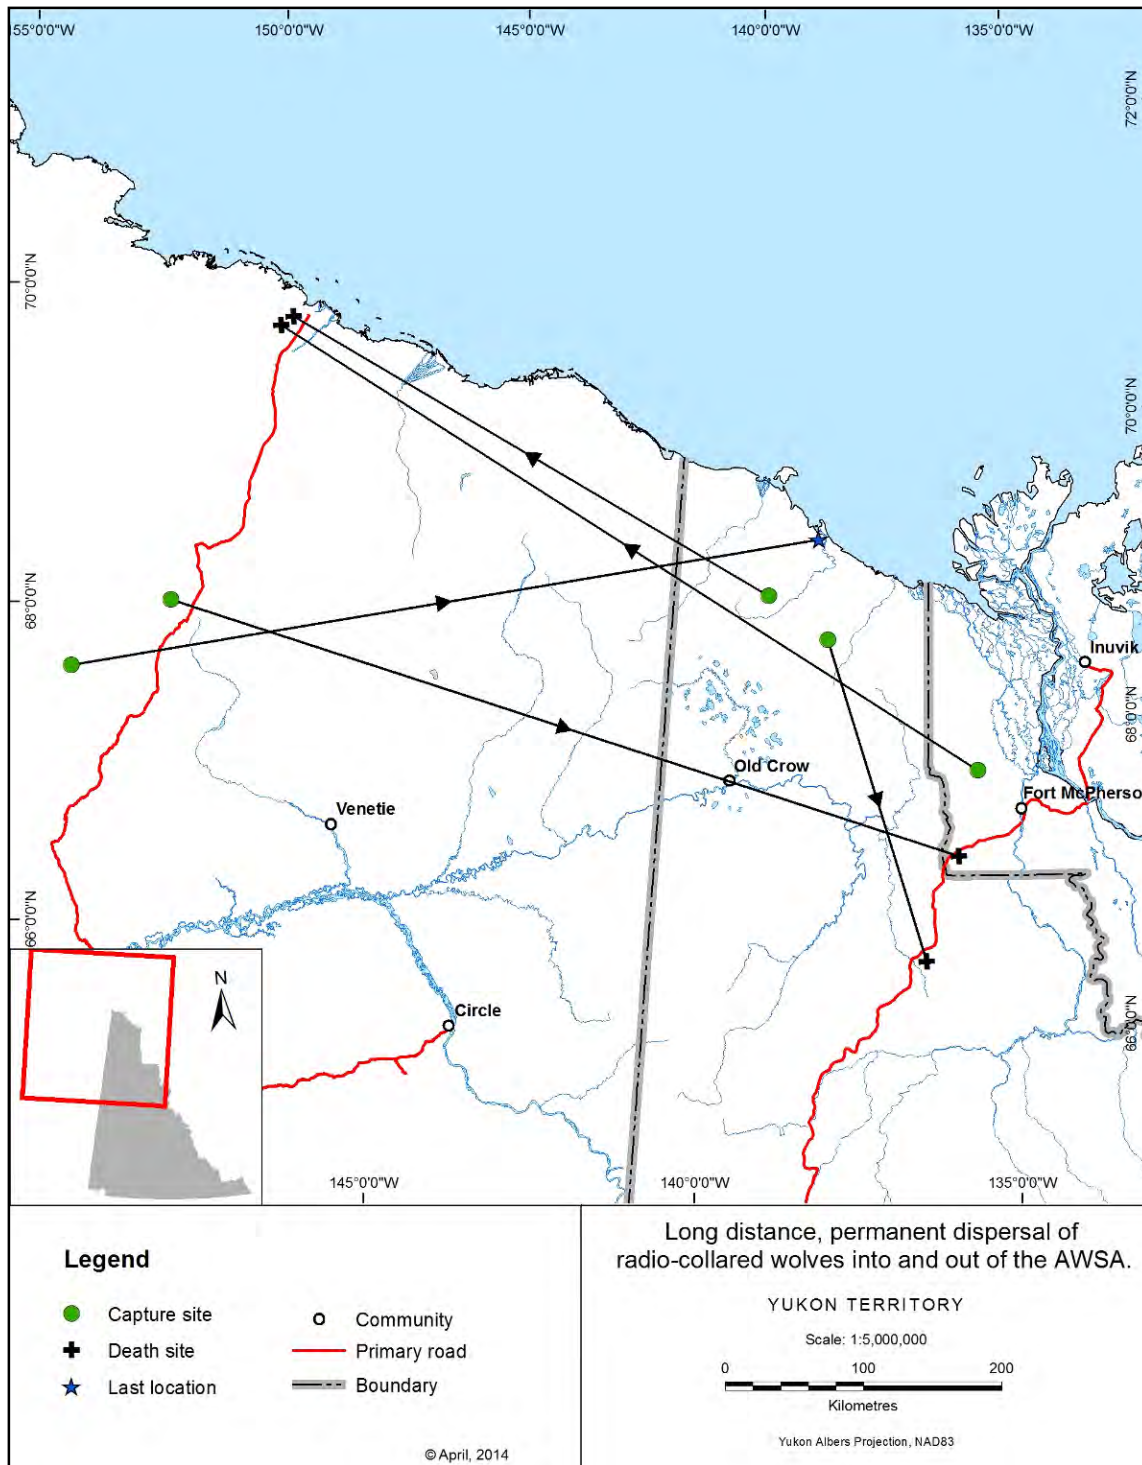 55°0'0"W 150°0'0"W 145°0'0"W 140°0'0"W 135°0'0"W
72°0'0"N
70°0'0"N
70°0'0"N
68°0'0"N
Inuvik
68°0'0"N
Old Crow
Fort McPherso
Venetie
66°0'0"N
N
Circle
66°0'0"N
145°0'0"W 140°0'0"W 135°0'0"W
Legend
Capture site
Death site
Last location
Community
Primary road
Boundary
© April, 2014
Long distance, permanent dispersal of
radio-collared wolves into and out of the AWSA.
YUKON TERRITORY
Scale: 1:5,000,000
0 100 200
Kilometres
Yukon Albers Projection, NAD83